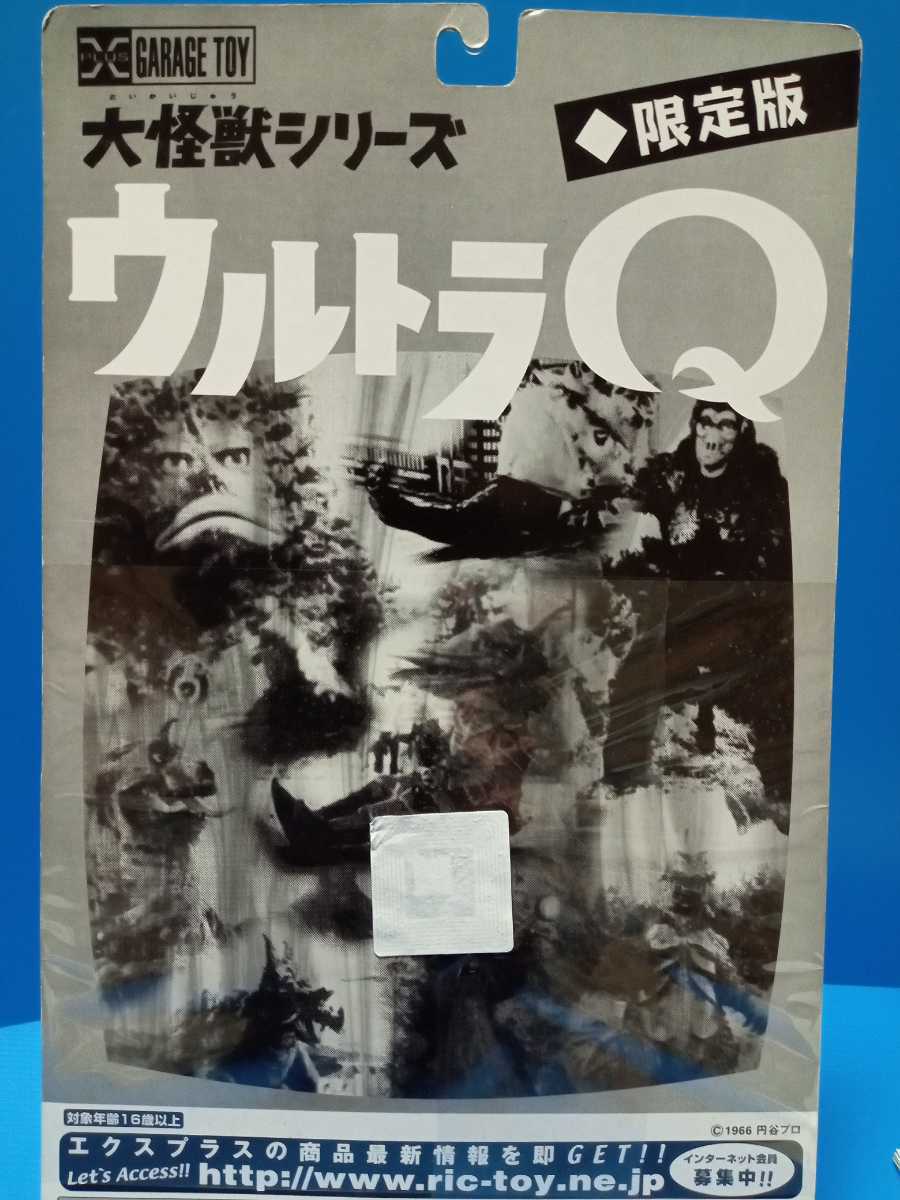 X PLUS GARAGE TOY
だいかいじゅう
大怪獣シリーズ
◆限定版
ウルトラQ
対象年齢16歳以上
©1966 円谷プロ
エクスプラスの商品最新情報を即GET!!
Let's Access!! http://www.ric-toy.ne.jp
インターネット会員
募集中!!